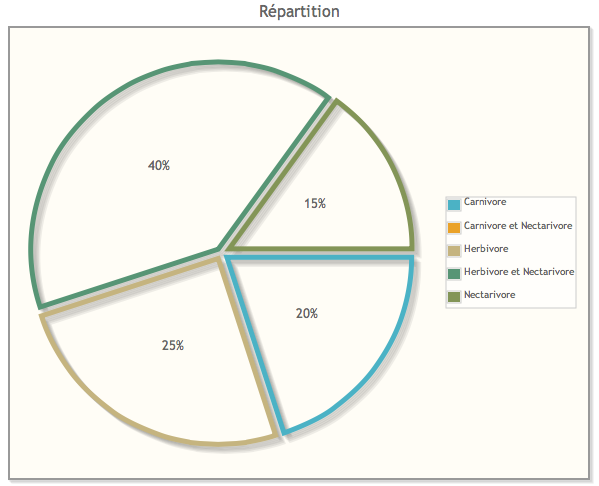 Répartition
40%
15%
20%
25%
Carnivore
Carnivore et Nectarivore
Herbivore
Herbivore et Nectarivore
Nectarivore